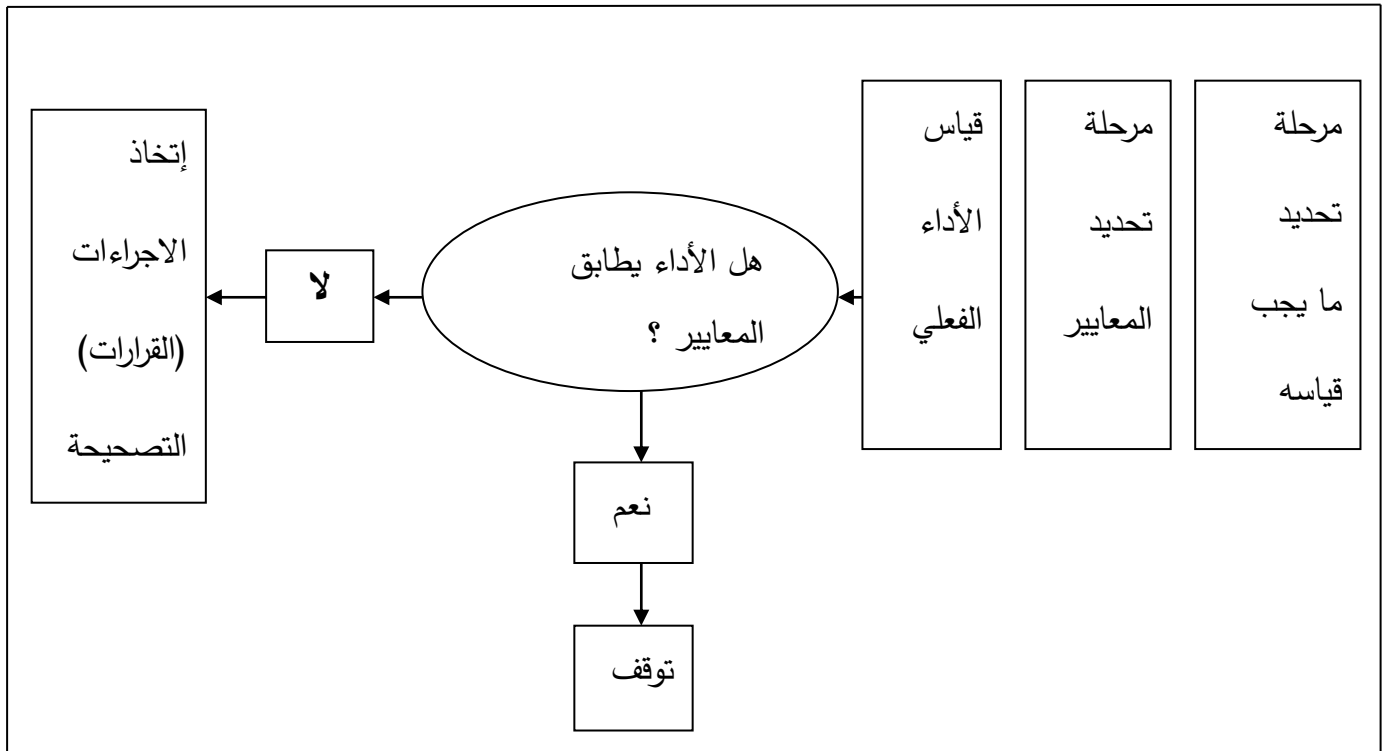 مرحلة
تحديد
ما يجب
قياسه
مرحلة
تحديد
المعايير
قياس
الأداء
الفعلي
هل الأداء يطابق
المعايير ؟
لا
إتخاذ
الاجراءات
(القرارات)
التصحيحة
نعم
توقف